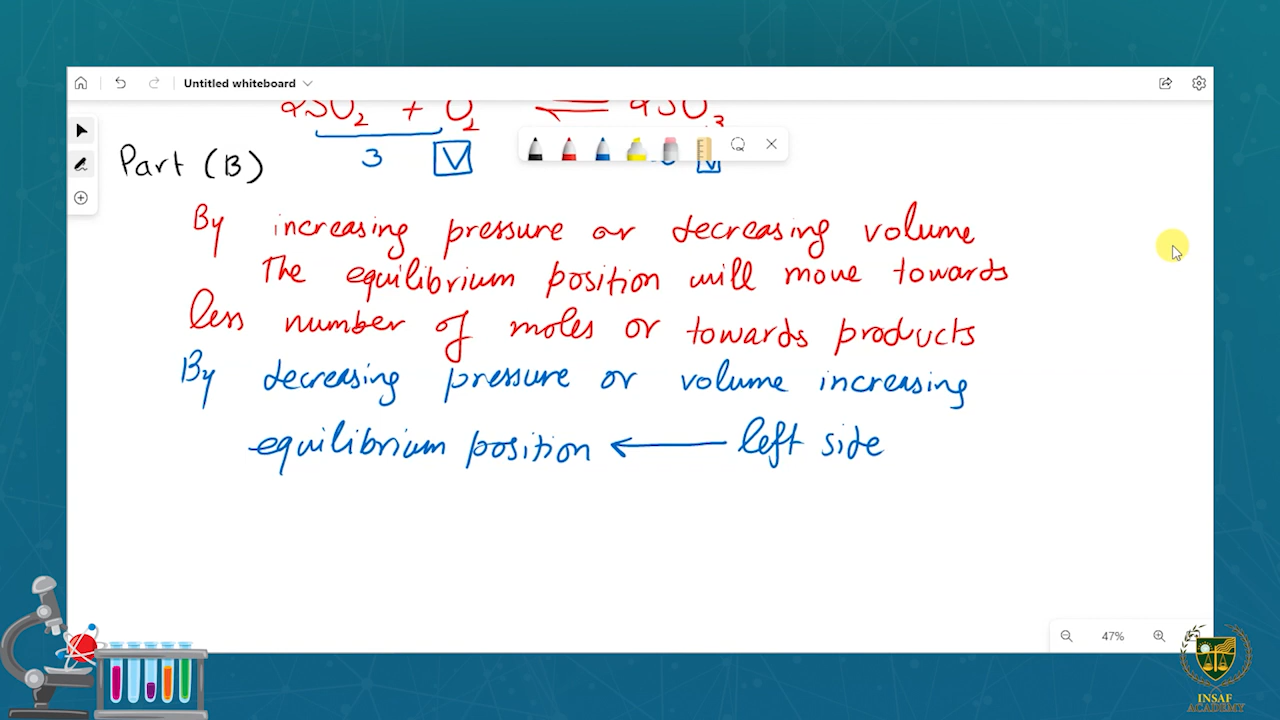 Untitled whiteboard
2SO₂ + O₂ ⇌ 2SO₃
3 V
Part (B)
By increasing pressure or decreasing volume
The equilibrium position will move towards
less number of moles or towards products
By decreasing pressure or volume increasing
equilibrium position ← left side
47%
INSAF
ACADEMY